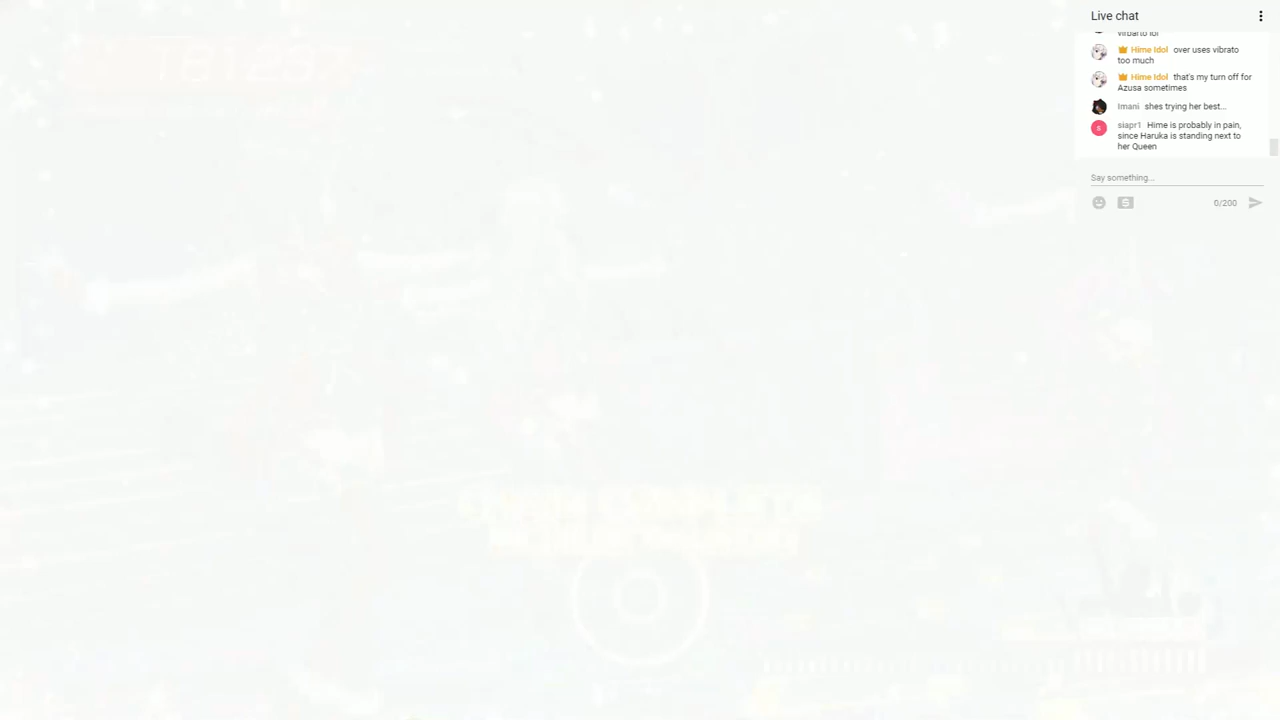 Live chat
virbarto lol
Hime Idol over uses vibrato
too much
Hime Idol that's my turn off for
Azusa sometimes
Imani shes trying her best...
S siapr1 Hime is probably in pain,
since Haruka is standing next to
her Queen
Say something...
0/200